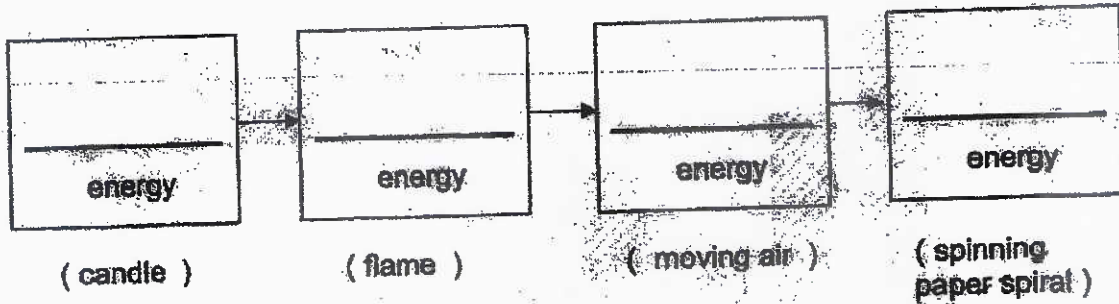 energy
energy
energy
energy
( candle )
( flame )
( moving air )
( spinning
paper spiral )